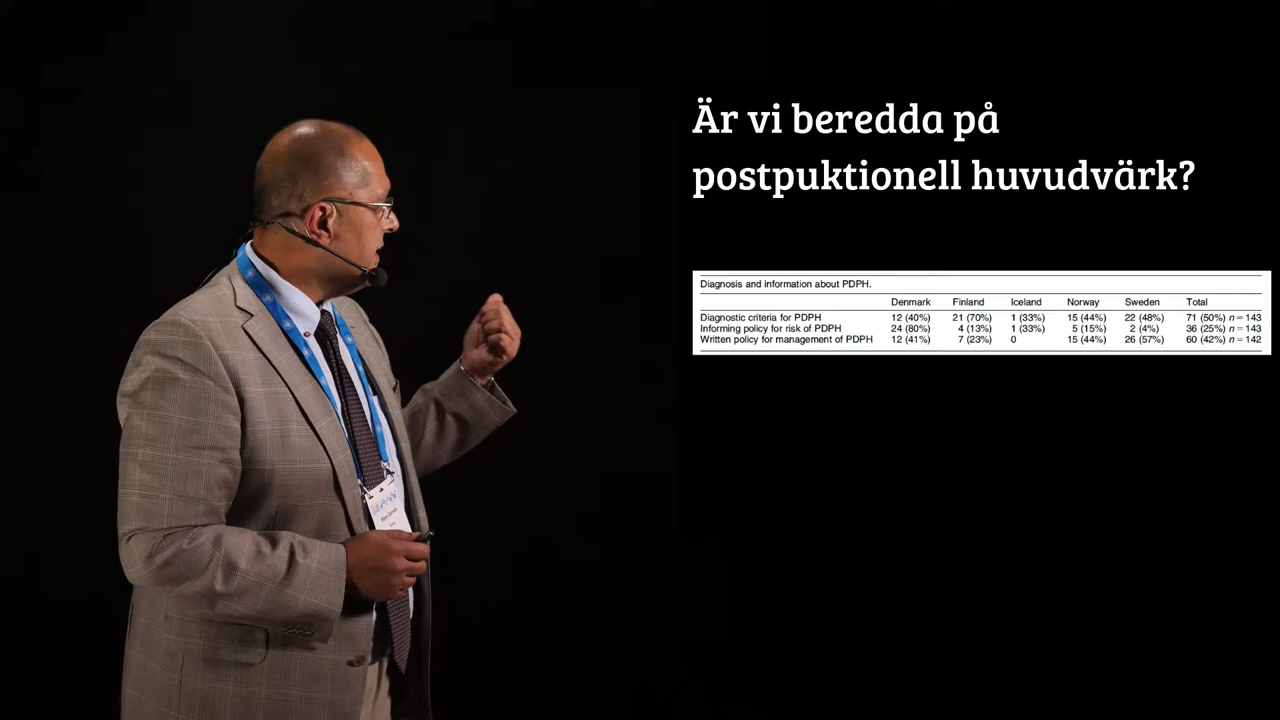 Är vi beredda på
postpuktionell huvudvärk?
Diagnosis and information about PDPH.
Denmark Finland Iceland Norway Sweden Total
Diagnostic criteria for PDPH 12 (40%) 21 (70%) 1 (33%) 15 (44%) 22 (48%) 71 (50%) n = 143
Informing policy for risk of PDPH 24 (80%) 4 (13%) 1 (33%) 5 (15%) 2 (4%) 36 (25%) n = 143
Written policy for management of PDPH 12 (41%) 7 (23%) 0 15 (44%) 26 (57%) 60 (42%) n = 142